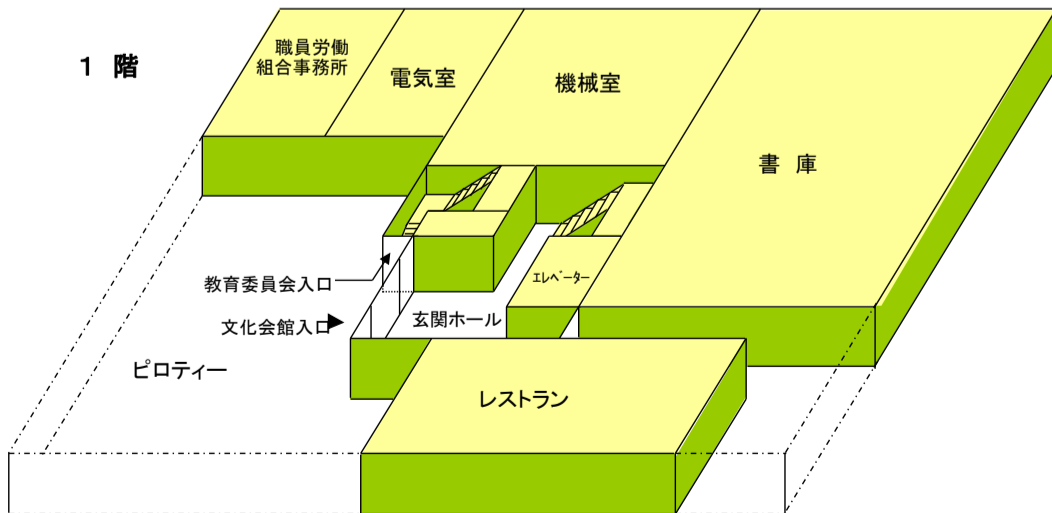 1 階
職員労働
組合事務所
電気室
機械室
書 庫
教育委員会入口
エレベーター
文化会館入口
玄関ホール
ピロティー
レストラン